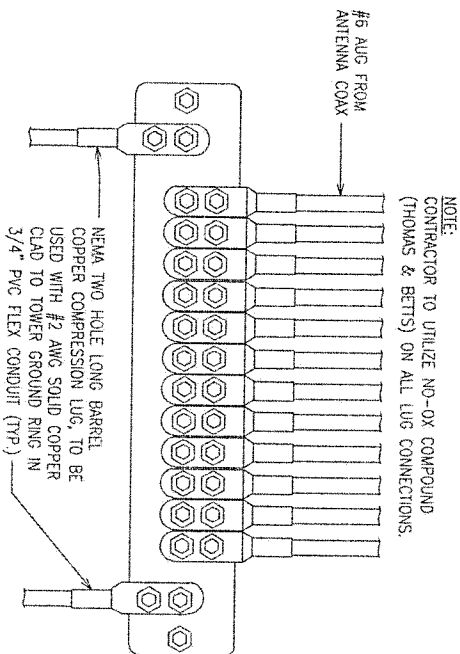 NOTE:
CONTRACTOR TO UTILIZE NO-OX COMPOUND
(THOMAS & BETTS) ON ALL LUG CONNECTIONS.
#6 AUG FROM
ANTENNA COAX
NEMA TWO HOLE LONG BARREL
COPPER COMPRESSION LUG, TO BE
USED WITH #2 AWG SOLID COPPER
CLAD TO TOWER GROUND RING IN
3/4" PVC FLEX CONDUIT (TYP.)